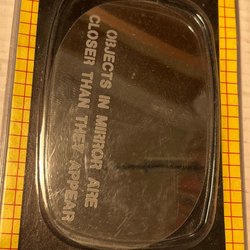 OBJECTS IN MIRROR ARE
CLOSER THAN THEY APPEAR